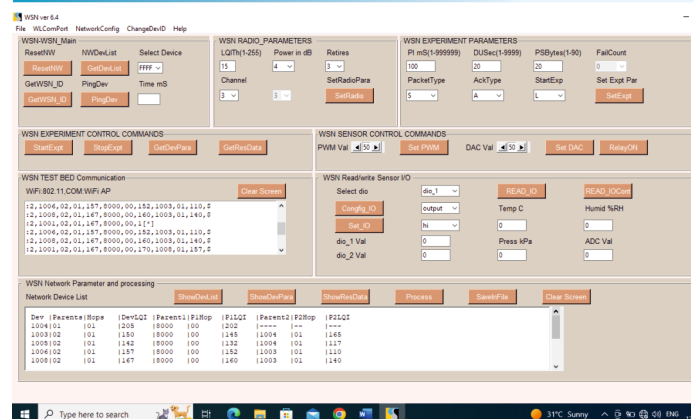 WSN ver 6.4
File WLComPort NetworkConfig ChangeDevID Help
WSN-WSN_Main
ResetNW NWDevList Select Device
ResetNW GetDevList FFFF
GetWSN_ID PingDev Time mS
GetWSN_ID PingDev
WSN RADIO_PARAMETERS
LQITh(1-255) Power in dB Retires
15 4 3
Channel SetRadioPara
3 3 SetRadio
WSN EXPERIMENT PARAMETERS
PI mS(1-999999) DUSec(1-9999) PSBytes(1-90) FailCount
100 20 20 0
PacketType AckType StartExp Set Expt Par
S A L SetExpt
WSN EXPERIMENT CONTROL COMMANDS
StartExpt StopExpt GetDevPara GetResData
WSN SENSOR CONTROL COMMANDS
PWM Val 50 Set PWM DAC Val 50 Set DAC RelayON
WSN TEST BED Communication
WiFi:802.11,COM:WiFi AP Clear Screen
:2,1006,02,01,157,8000,00,152,1003,01,110,$
:2,1008,02,01,167,8000,00,160,1003,01,140,$
:2,1001,02,01,167,8000,00,1[*]
:2,1006,02,01,157,8000,00,152,1003,01,110,$
:2,1008,02,01,167,8000,00,160,1003,01,140,$
:2,1001,02,01,167,8000,00,170,1008,01,157,$
WSN Read/write Sensor I/O
Select dio dio_1 READ_IO READ_IOCont
Congfig_IO output Temp C Humid %RH
Set_IO hi 0 0
dio_1 Val 0 Press kPa ADC Val
dio_2 Val 0 0 0
WSN Network Parameter and processing
Network Device List ShowDevList ShowDevPara ShowResData Process SaveInFile Clear Screen
Dev |Parents|Hops |DevLQI |Parent1|P1Hop |P1LQI |Parent2|P2Hop |P2LQI
1004|02 |01 |205 |8000 |00 |202 |---- |-- |---
1003|02 |01 |150 |8000 |00 |145 |1004 |01 |165
1005|02 |01 |142 |8000 |00 |132 |1004 |01 |117
1006|02 |01 |157 |8000 |00 |152 |1003 |01 |110
1008|02 |01 |167 |8000 |00 |160 |1003 |01 |140
Type here to search 31°C Sunny ENG